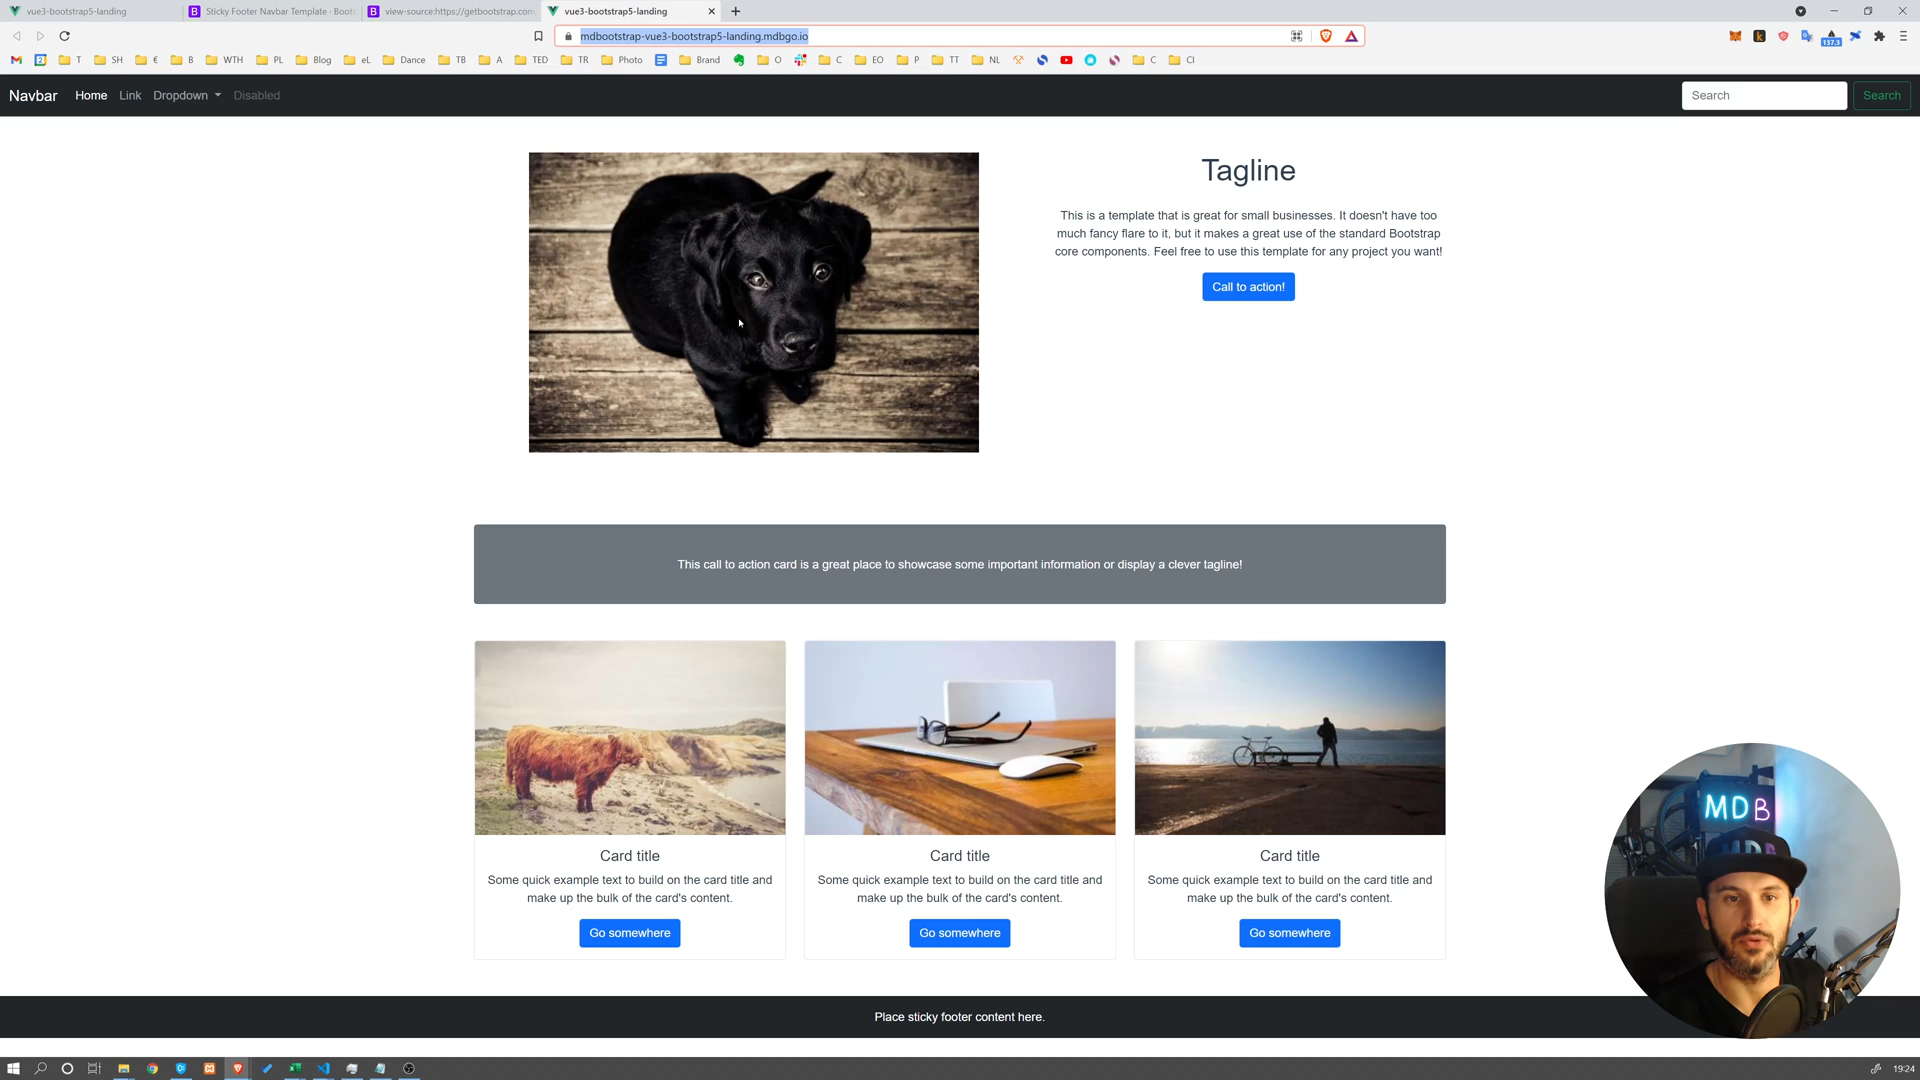 vue3-bootstrap5-landing
Sticky Footer Navbar Template · Boots
view-source:https://getbootstrap.com
vue3-bootstrap5-landing
mdbootstrap-vue3-bootstrap5-landing.mdbgo.io
137.3
T SH € B WTH PL Blog eL Dance TB A TED TR Photo Brand O C EO P TT NL C CI
Navbar Home Link Dropdown Disabled Search Search
Tagline
This is a template that is great for small businesses. It doesn't have too
much fancy flare to it, but it makes a great use of the standard Bootstrap
core components. Feel free to use this template for any project you want!
Call to action!
This call to action card is a great place to showcase some important information or display a clever tagline!
Card title
Some quick example text to build on the card title and
make up the bulk of the card's content.
Go somewhere
Card title
Some quick example text to build on the card title and
make up the bulk of the card's content.
Go somewhere
Card title
Some quick example text to build on the card title and
make up the bulk of the card's content.
Go somewhere
MDB
MDB
Place sticky footer content here.
19:24